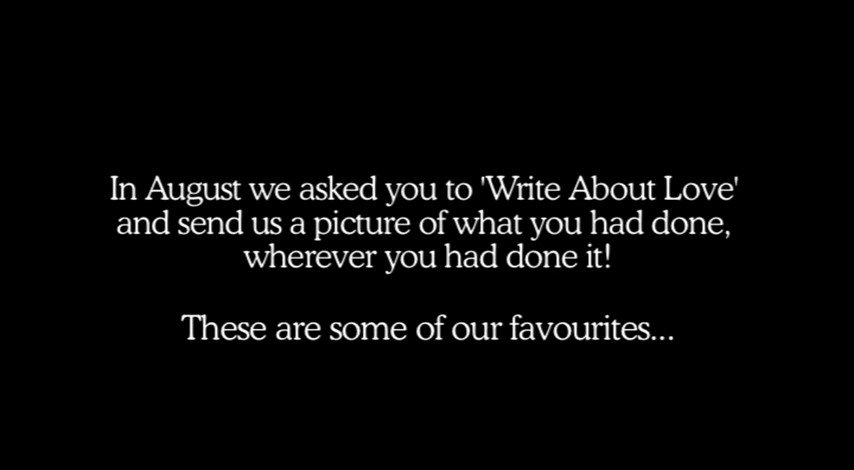 In August we asked you to 'Write About Love'
and send us a picture of what you had done,
wherever you had done it!
These are some of our favourites...